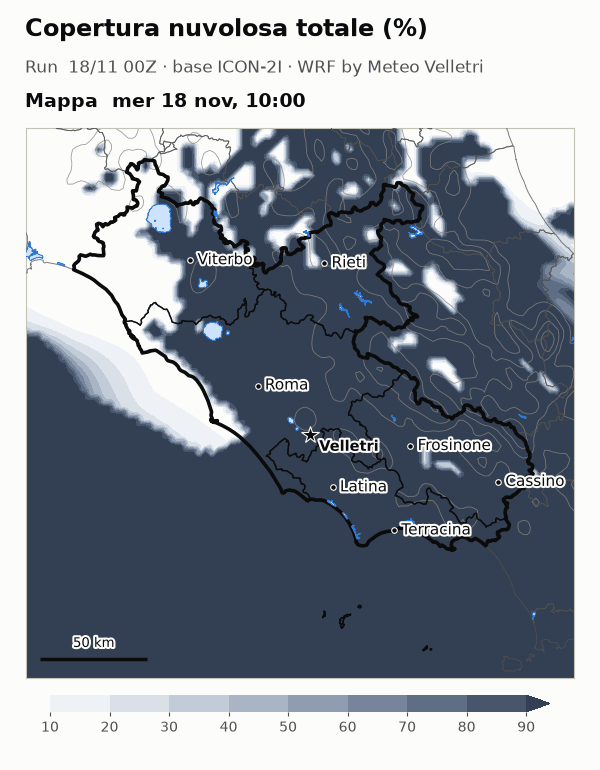 Copertura nuvolosa totale (%)
Run  18/11 00Z · base ICON-2I · WRF by Meteo Velletri
Mappa  mer 18 nov, 10:00
Viterbo
Rieti
Roma
Velletri
Frosinone
Latina
Cassino
Terracina
50 km
10 20 30 40 50 60 70 80 90